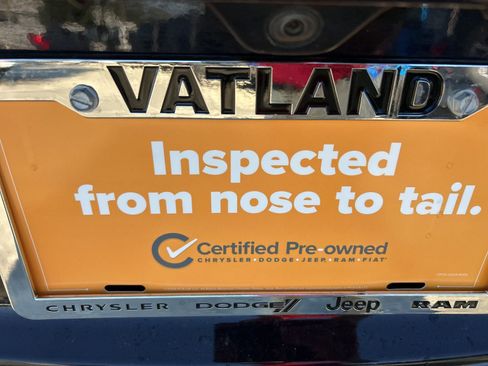 VATLAND
Inspected
from nose to tail.
Certified Pre-owned
CHRYSLER•DODGE•JEEP•RAM•FIAT
CHRYSLER DODGE Jeep RAM